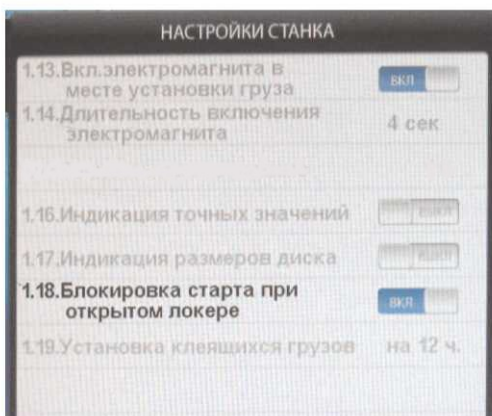 НАСТРОЙКИ СТАНКА
1.13.Вкл.электромагнита в
месте установки груза
ВКЛ
1.14.Длительность включения
электромагнита
4 сек
1.16.Индикация точных значений
ВЫКЛ
1.17.Индикация размеров диска
ВЫКЛ
1.18.Блокировка старта при
открытом локере
ВКЛ
1.19.Установка клеящихся грузов
на 12 ч.